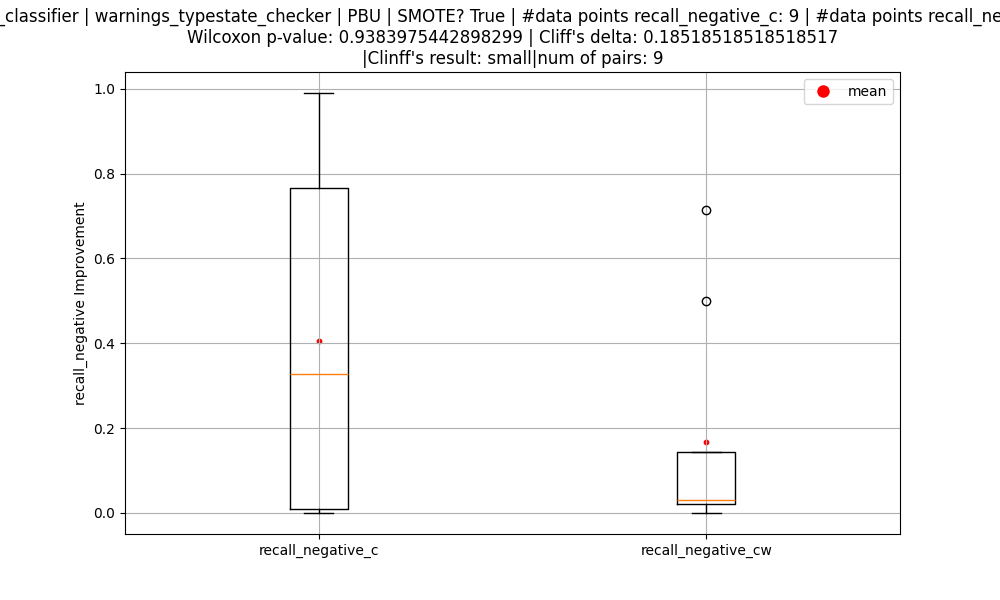 _classifier | warnings_typestate_checker | PBU | SMOTE? True | #data points recall_negative_c: 9 | #data points recall_ne
Wilcoxon p-value: 0.9383975442898299 | Cliff's delta: 0.18518518518518517
|Clinff's result: small|num of pairs: 9
mean
1.0
0.8
0.6
0.4
0.2
0.0
recall_negative Improvement
recall_negative_c
recall_negative_cw